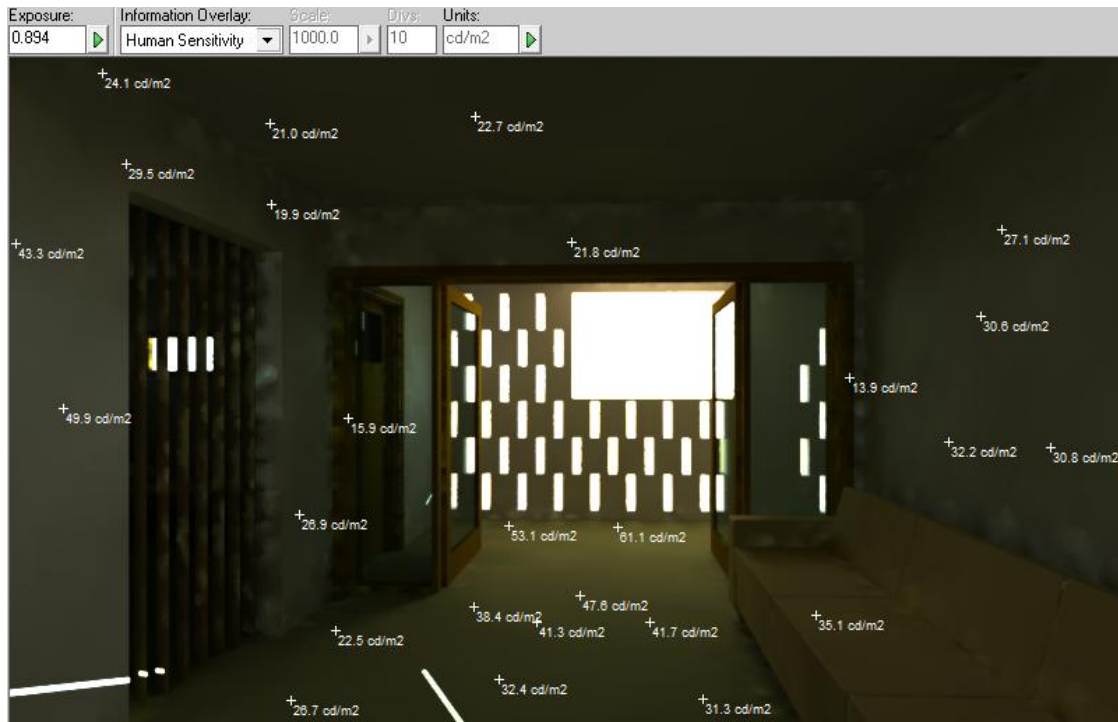 Exposure: Information Overlay: Scale: Divs: Units:
0.894 Human Sensitivity 1000.0 10 cd/m2
24.1 cd/m2
22.7 cd/m2
21.0 cd/m2
29.5 cd/m2
19.9 cd/m2
27.1 cd/m2
43.3 cd/m2
21.8 cd/m2
30.6 cd/m2
13.9 cd/m2
49.9 cd/m2
15.9 cd/m2
32.2 cd/m2
30.8 cd/m2
26.9 cd/m2
53.1 cd/m2
61.1 cd/m2
47.6 cd/m2
38.4 cd/m2
35.1 cd/m2
41.3 cd/m2
41.7 cd/m2
22.5 cd/m2
32.4 cd/m2
26.7 cd/m2
31.3 cd/m2